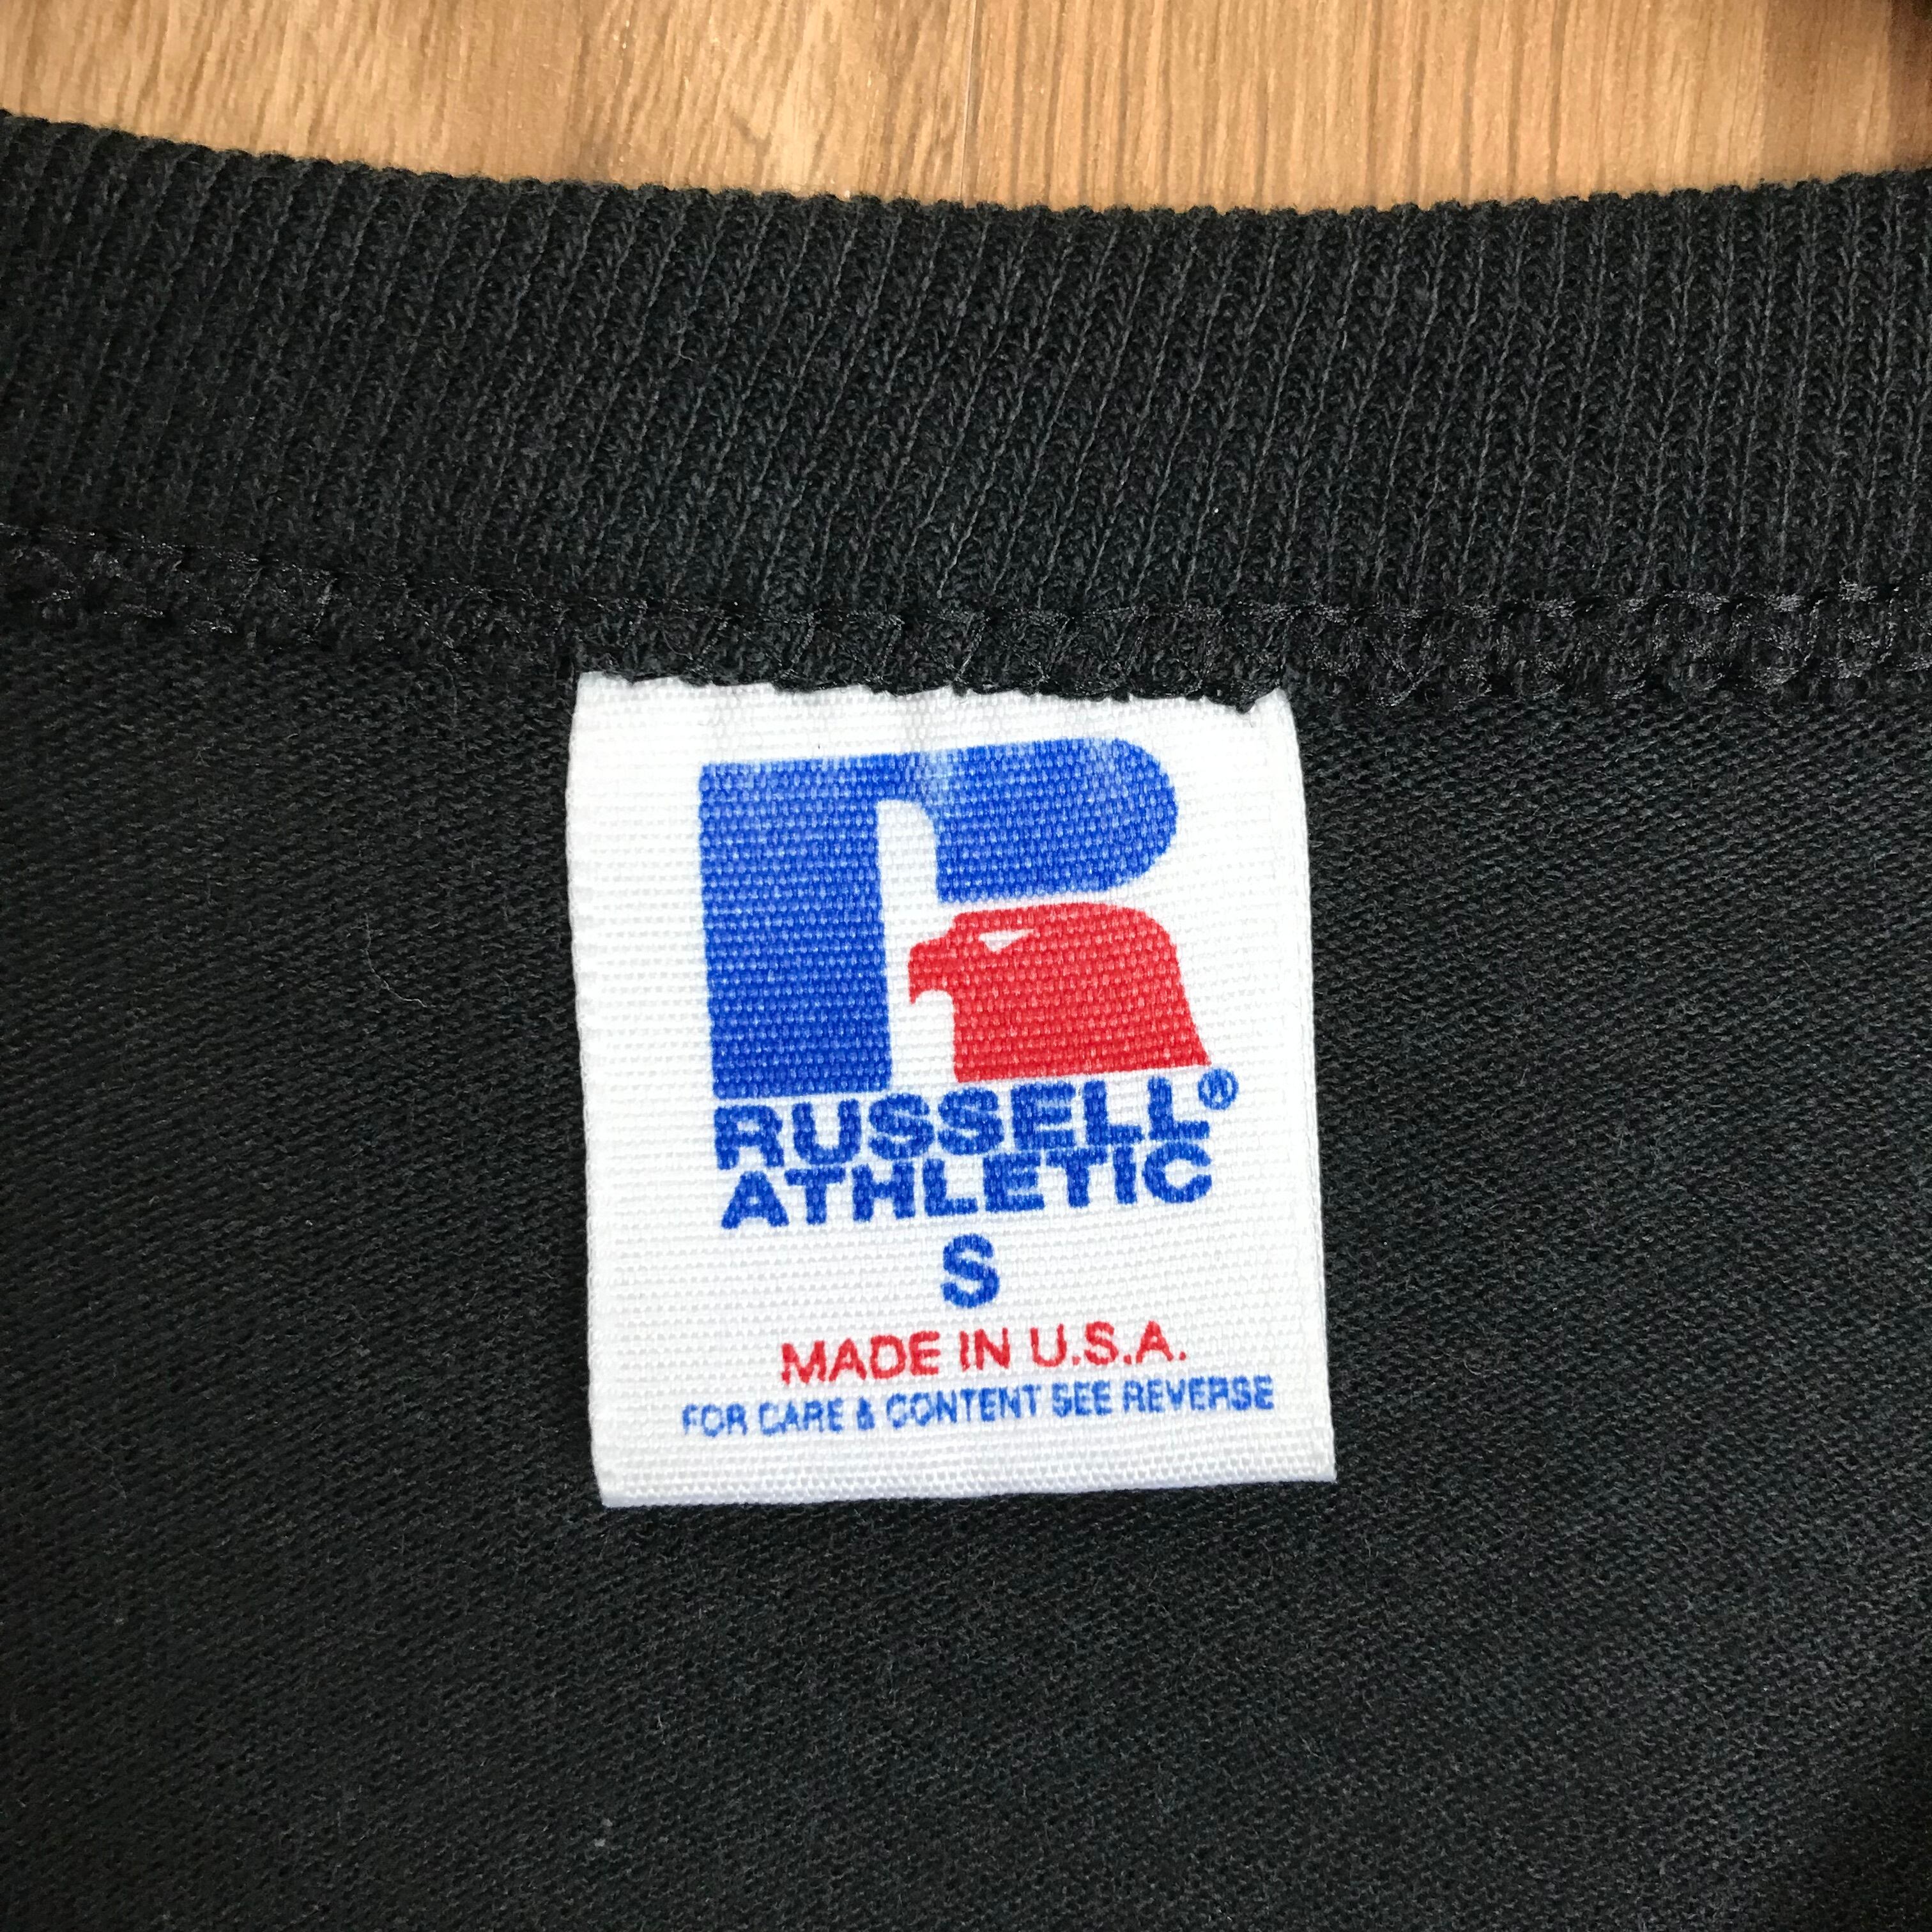 RUSSELL®
ATHLETIC
S
MADE IN U.S.A.
FOR CARE & CONTENT SEE REVERSE